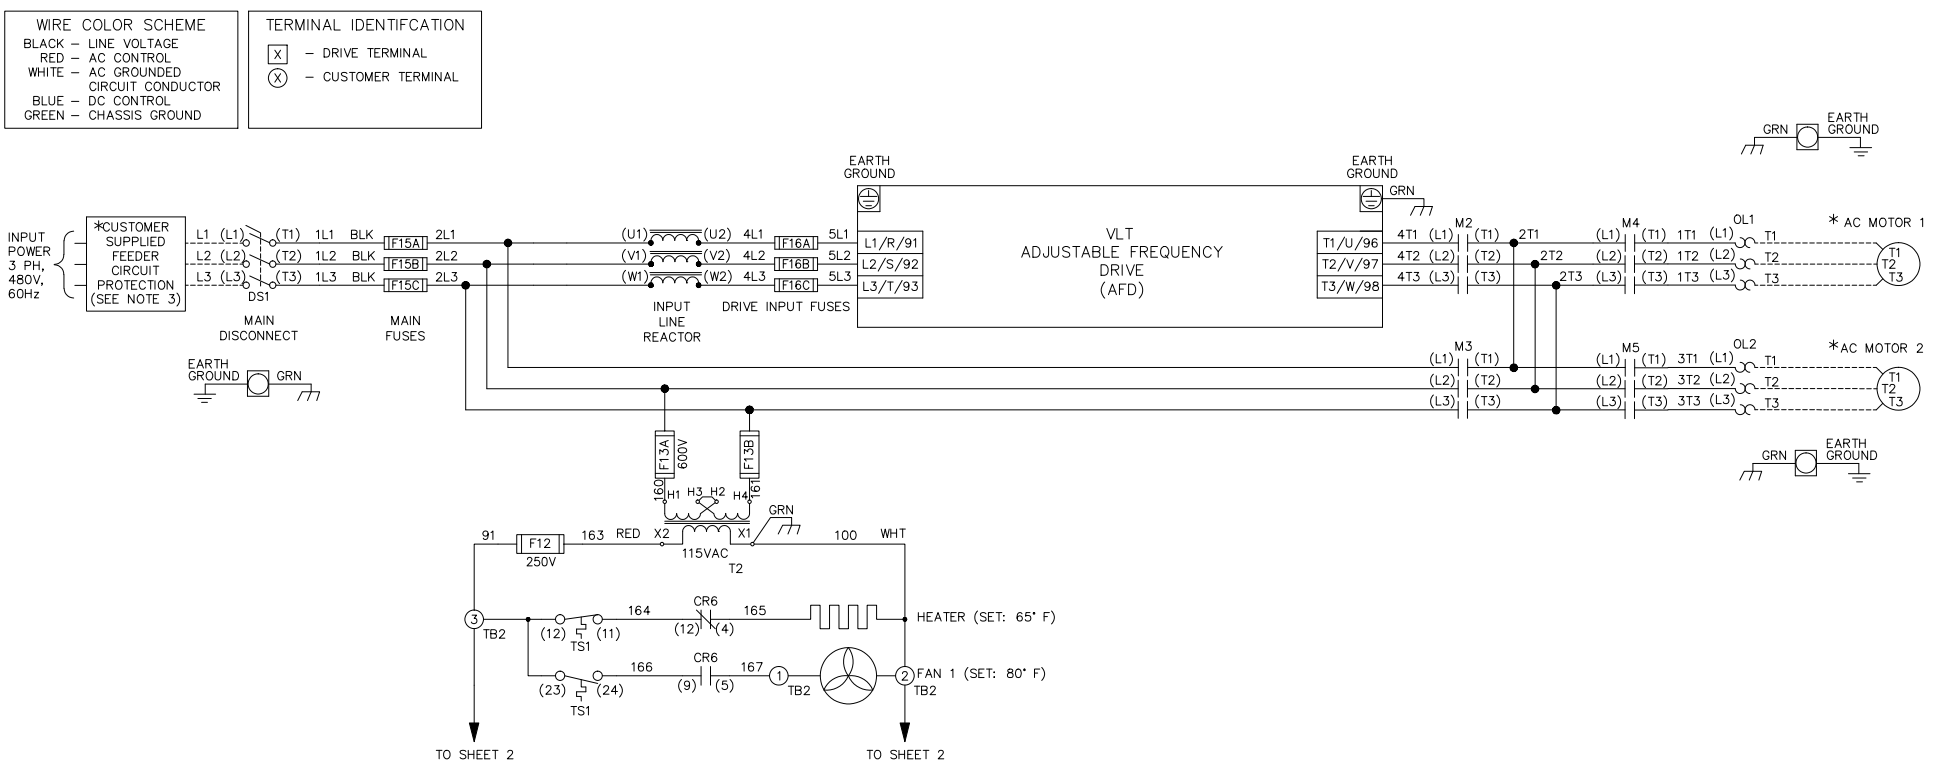 WIRE COLOR SCHEME
BLACK – LINE VOLTAGE
RED – AC CONTROL
WHITE – AC GROUNDED
CIRCUIT CONDUCTOR
BLUE – DC CONTROL
GREEN – CHASSIS GROUND
TERMINAL IDENTIFCATION
X – DRIVE TERMINAL
X – CUSTOMER TERMINAL
INPUT
POWER
3 PH,
480V,
60Hz
*CUSTOMER
SUPPLIED
FEEDER
CIRCUIT
PROTECTION
(SEE NOTE 3)
L1 (L1) (T1) 1L1 BLK F15A 2L1
L2 (L2) (T2) 1L2 BLK F15B 2L2
L3 (L3) (T3) 1L3 BLK F15C 2L3
DS1
MAIN
DISCONNECT
MAIN
FUSES
EARTH
GROUND GRN
(U1) (U2) 4L1 F16A 5L1
(V1) (V2) 4L2 F16B 5L2
(W1) (W2) 4L3 F16C 5L3
INPUT
LINE
REACTOR
DRIVE INPUT FUSES
EARTH
GROUND
L1/R/91
L2/S/92
L3/T/93
VLT
ADJUSTABLE FREQUENCY
DRIVE
(AFD)
EARTH
GROUND
GRN
T1/U/96
T2/V/97
T3/W/98
M2 M4 OL1
4T1 (L1) (T1) 2T1 (L1) (T1) 1T1 (L1) T1
4T2 (L2) (T2) 2T2 (L2) (T2) 1T2 (L2) T2
4T3 (L3) (T3) 2T3 (L3) (T3) 1T3 (L3) T3
GRN EARTH
GROUND
* AC MOTOR 1
T1
T2
T3
M3 M5 OL2
(L1) (T1) (L1) (T1) 3T1 (L1) T1
(L2) (T2) (L2) (T2) 3T2 (L2) T2
(L3) (T3) (L3) (T3) 3T3 (L3) T3
*AC MOTOR 2
T1
T2
T3
GRN EARTH
GROUND
F13A
600V
F13B
160
161
H1 H3 H2 H4
GRN
91 F12 163 RED X2 X1 100 WHT
250V
115VAC
T2
3
TB2
(12) (11)
TS1
164
CR6
(12) (4)
165
HEATER (SET: 65° F)
(23) (24)
TS1
166
CR6
(9) (5)
167
1
TB2
2
TB2
FAN 1 (SET: 80° F)
TO SHEET 2
TO SHEET 2